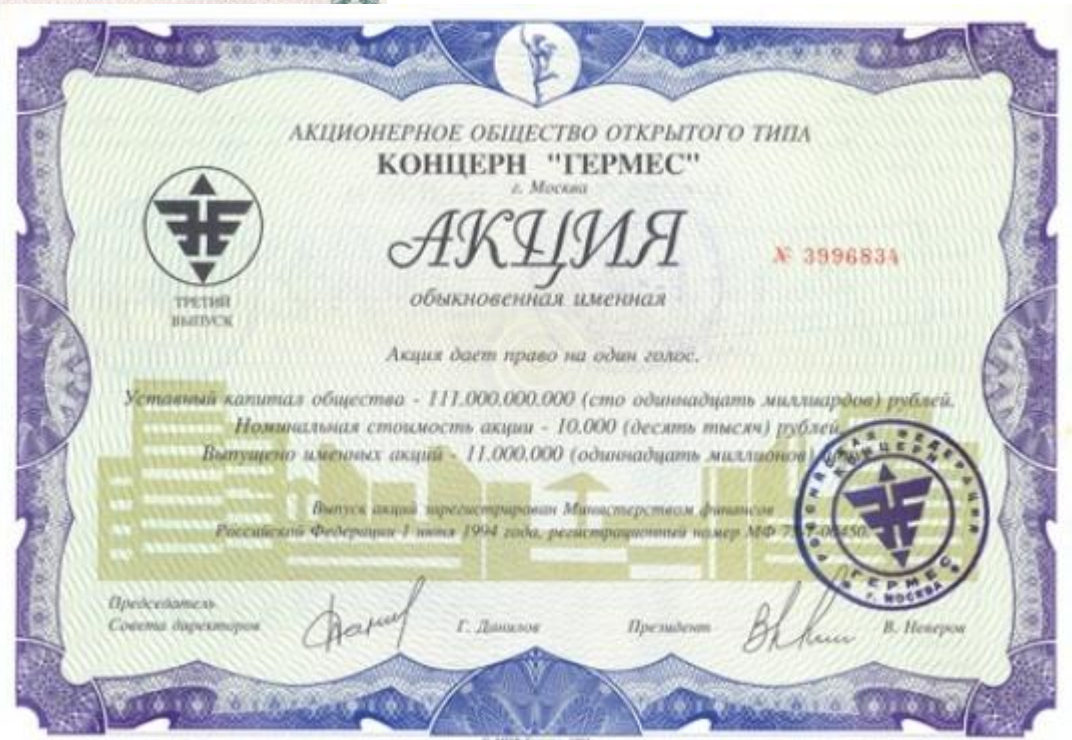 АКЦИОНЕРНОЕ ОБЩЕСТВО ОТКРЫТОГО ТИПА
КОНЦЕРН "ГЕРМЕС"
г. Москва
АКЦИЯ
№ 3996834
обыкновенная именная
ТРЕТИЙ
ВЫПУСК
Акция дает право на один голос.
Уставный капитал общества - 111.000.000.000 (сто одиннадцать миллиардов) рублей.
Номинальная стоимость акции - 10.000 (десять тысяч) рублей
Выпущено именных акций - 11.000.000 (одиннадцать миллионов)
Выпуск акций зарегистрирован Министерством финансов
Российской Федерации 1 июня 1994 года, регистрационный номер МФ
РОССИЙСКАЯ ФЕДЕРАЦИЯ
КОНЦЕРН
ГЕРМЕС
г. МОСКВА
Председатель
Совета директоров
Г. Данилов
Президент
В. Неверов